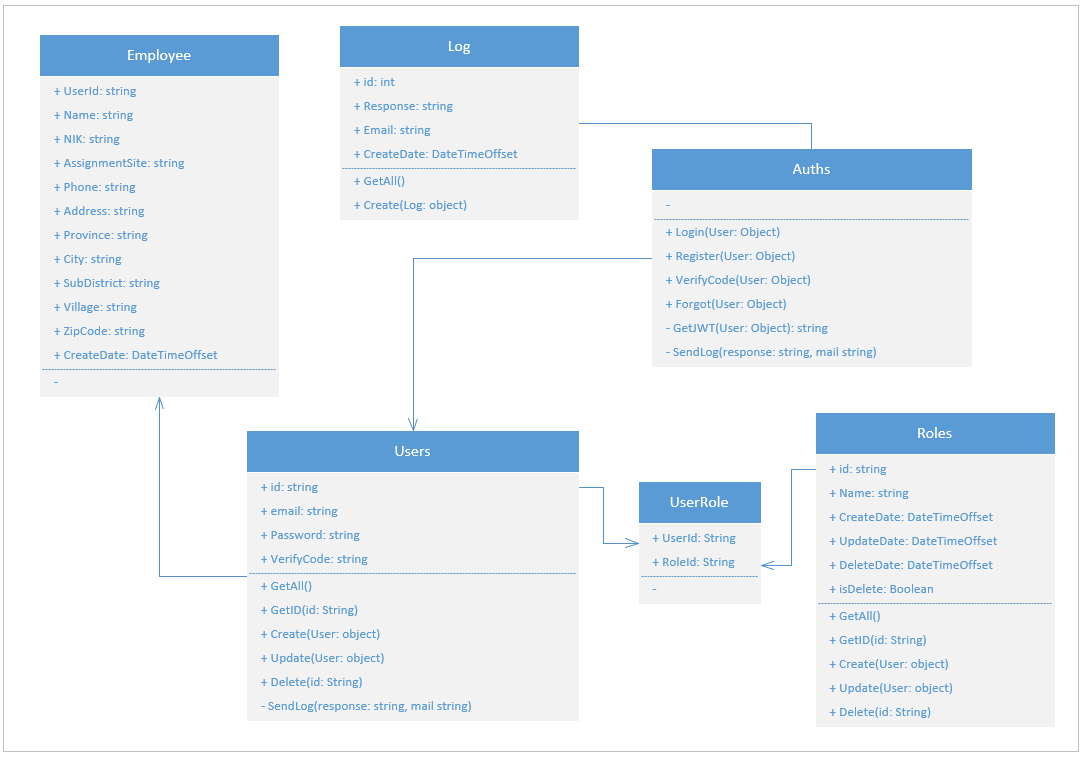 Employee
+ UserId: string
+ Name: string
+ NIK: string
+ AssignmentSite: string
+ Phone: string
+ Address: string
+ Province: string
+ City: string
+ SubDistrict: string
+ Village: string
+ ZipCode: string
+ CreateDate: DateTimeOffset
-
Log
+ id: int
+ Response: string
+ Email: string
+ CreateDate: DateTimeOffset
+ GetAll()
+ Create(Log: object)
Auths
-
+ Login(User: Object)
+ Register(User: Object)
+ VerifyCode(User: Object)
+ Forgot(User: Object)
- GetJWT(User: Object): string
- SendLog(response: string, mail string)
Users
+ id: string
+ email: string
+ Password: string
+ VerifyCode: string
+ GetAll()
+ GetID(id: String)
+ Create(User: object)
+ Update(User: object)
+ Delete(id: String)
- SendLog(response: string, mail string)
UserRole
+ UserId: String
+ RoleId: String
-
Roles
+ id: string
+ Name: string
+ CreateDate: DateTimeOffset
+ UpdateDate: DateTimeOffset
+ DeleteDate: DateTimeOffset
+ isDelete: Boolean
+ GetAll()
+ GetID(id: String)
+ Create(User: object)
+ Update(User: object)
+ Delete(id: String)